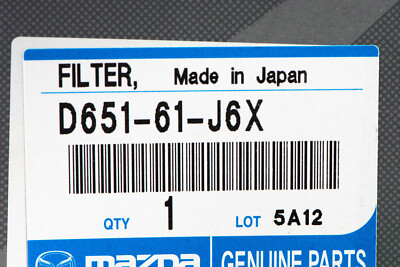 FILTER, Made in Japan
D651-61-J6X
QTY 1 LOT 5A12
mazda GENUINE PARTS